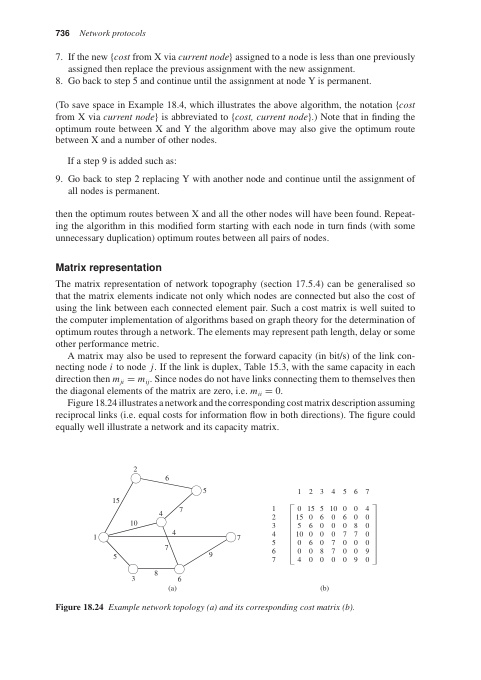 736 Network protocols
7. If the new {cost from X via current node} assigned to a node is less than one previously
assigned then replace the previous assignment with the new assignment.
8. Go back to step 5 and continue until the assignment at node Y is permanent.
(To save space in Example 18.4, which illustrates the above algorithm, the notation {cost
from X via current node} is abbreviated to {cost, current node}.) Note that in finding the
optimum route between X and Y the algorithm above may also give the optimum route
between X and a number of other nodes.
If a step 9 is added such as:
9. Go back to step 2 replacing Y with another node and continue until the assignment of
all nodes is permanent.
then the optimum routes between X and all the other nodes will have been found. Repeat-
ing the algorithm in this modified form starting with each node in turn finds (with some
unnecessary duplication) optimum routes between all pairs of nodes.
Matrix representation
The matrix representation of network topography (section 17.5.4) can be generalised so
that the matrix elements indicate not only which nodes are connected but also the cost of
using the link between each connected element pair. Such a cost matrix is well suited to
the computer implementation of algorithms based on graph theory for the determination of
optimum routes through a network. The elements may represent path length, delay or some
other performance metric.
A matrix may also be used to represent the forward capacity (in bit/s) of the link con-
necting node i to node j. If the link is duplex, Table 15.3, with the same capacity in each
direction then mji = mij. Since nodes do not have links connecting them to themselves then
the diagonal elements of the matrix are zero, i.e. mii = 0.
Figure 18.24 illustrates a network and the corresponding cost matrix description assuming
reciprocal links (i.e. equal costs for information flow in both directions). The figure could
equally well illustrate a network and its capacity matrix.
2
6
5
15
7
4
10
4
1
7
7
5
9
8
3
6
(a)
1 2 3 4 5 6 7
1 0 15 5 10 0 0 4
2 15 0 6 0 6 0 0
3 5 6 0 0 0 8 0
4 10 0 0 0 7 7 0
5 0 6 0 7 0 0 0
6 0 0 8 7 0 0 9
7 4 0 0 0 0 9 0
(b)
Figure 18.24 Example network topology (a) and its corresponding cost matrix (b).